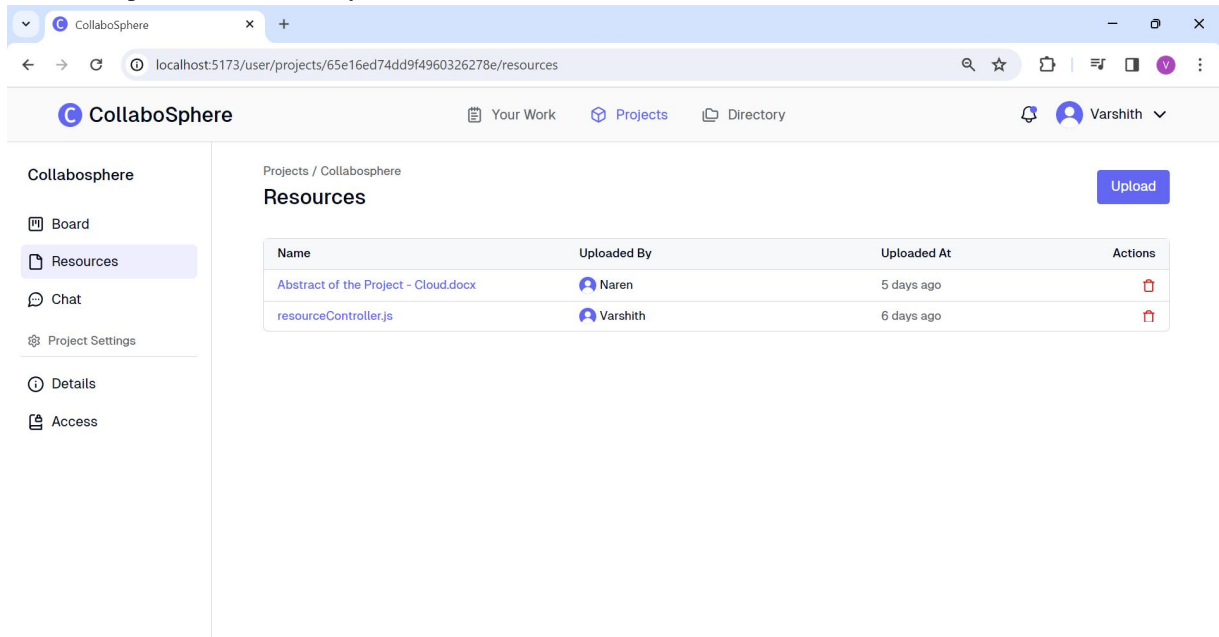 CollaboSphere
localhost:5173/user/projects/65e16ed74dd9f4960326278e/resources
V
C CollaboSphere
Your Work Projects Directory
Varshith
Collabosphere
Board
Resources
Chat
Project Settings
Details
Access
Projects / Collabosphere
Resources
Upload
Name Uploaded By Uploaded At Actions
Abstract of the Project - Cloud.docx Naren 5 days ago
resourceController.js Varshith 6 days ago